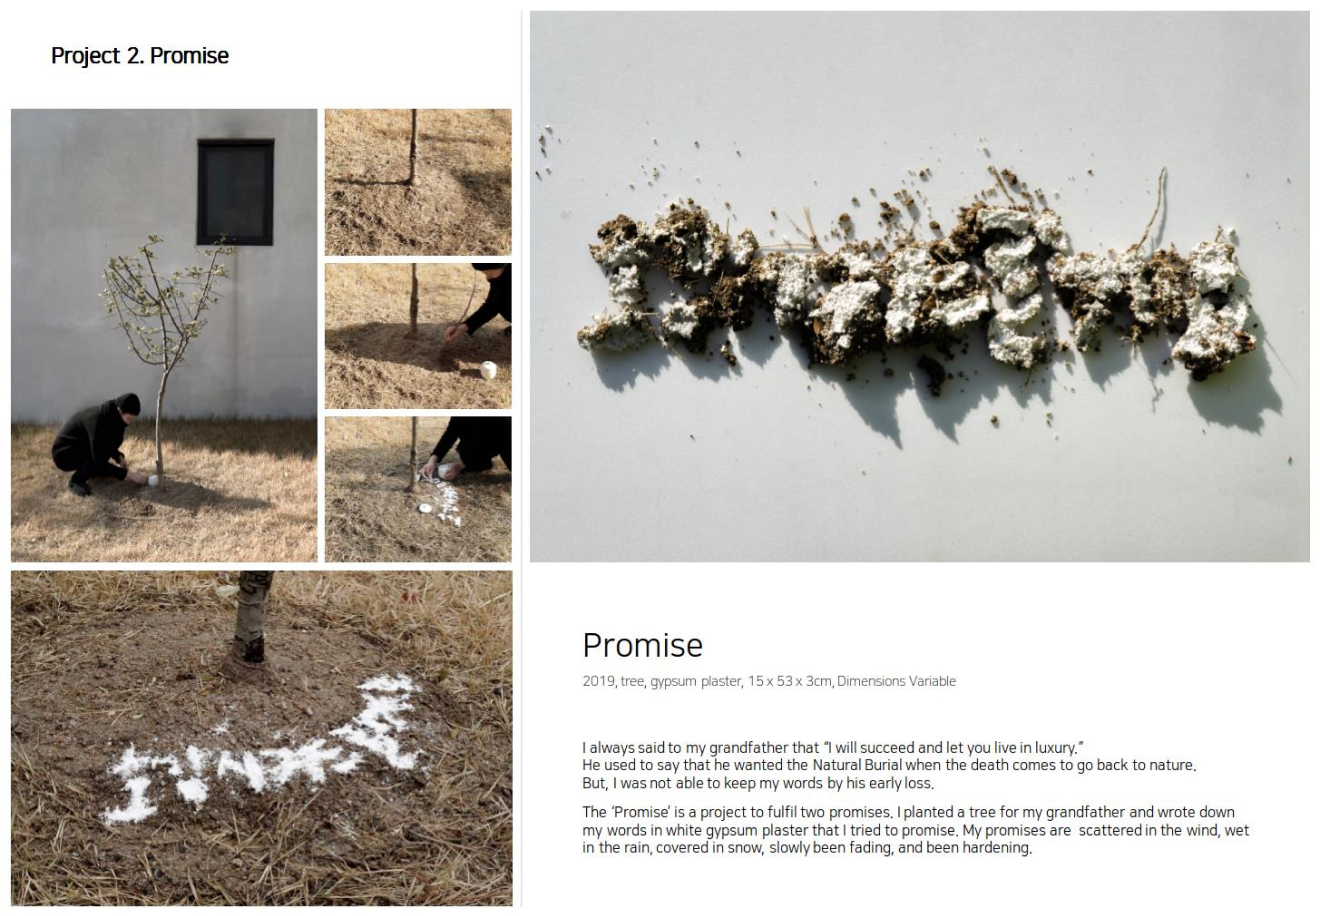 Project 2. Promise
Promise
2019, tree, gypsum plaster, 15 x 53 x 3cm, Dimensions Variable
I always said to my grandfather that “I will succeed and let you live in luxury.”
He used to say that he wanted the Natural Burial when the death comes to go back to nature.
But, I was not able to keep my words by his early loss.
The ‘Promise’ is a project to fulfil two promises. I planted a tree for my grandfather and wrote down
my words in white gypsum plaster that I tried to promise. My promises are scattered in the wind, wet
in the rain, covered in snow, slowly been fading, and been hardening.